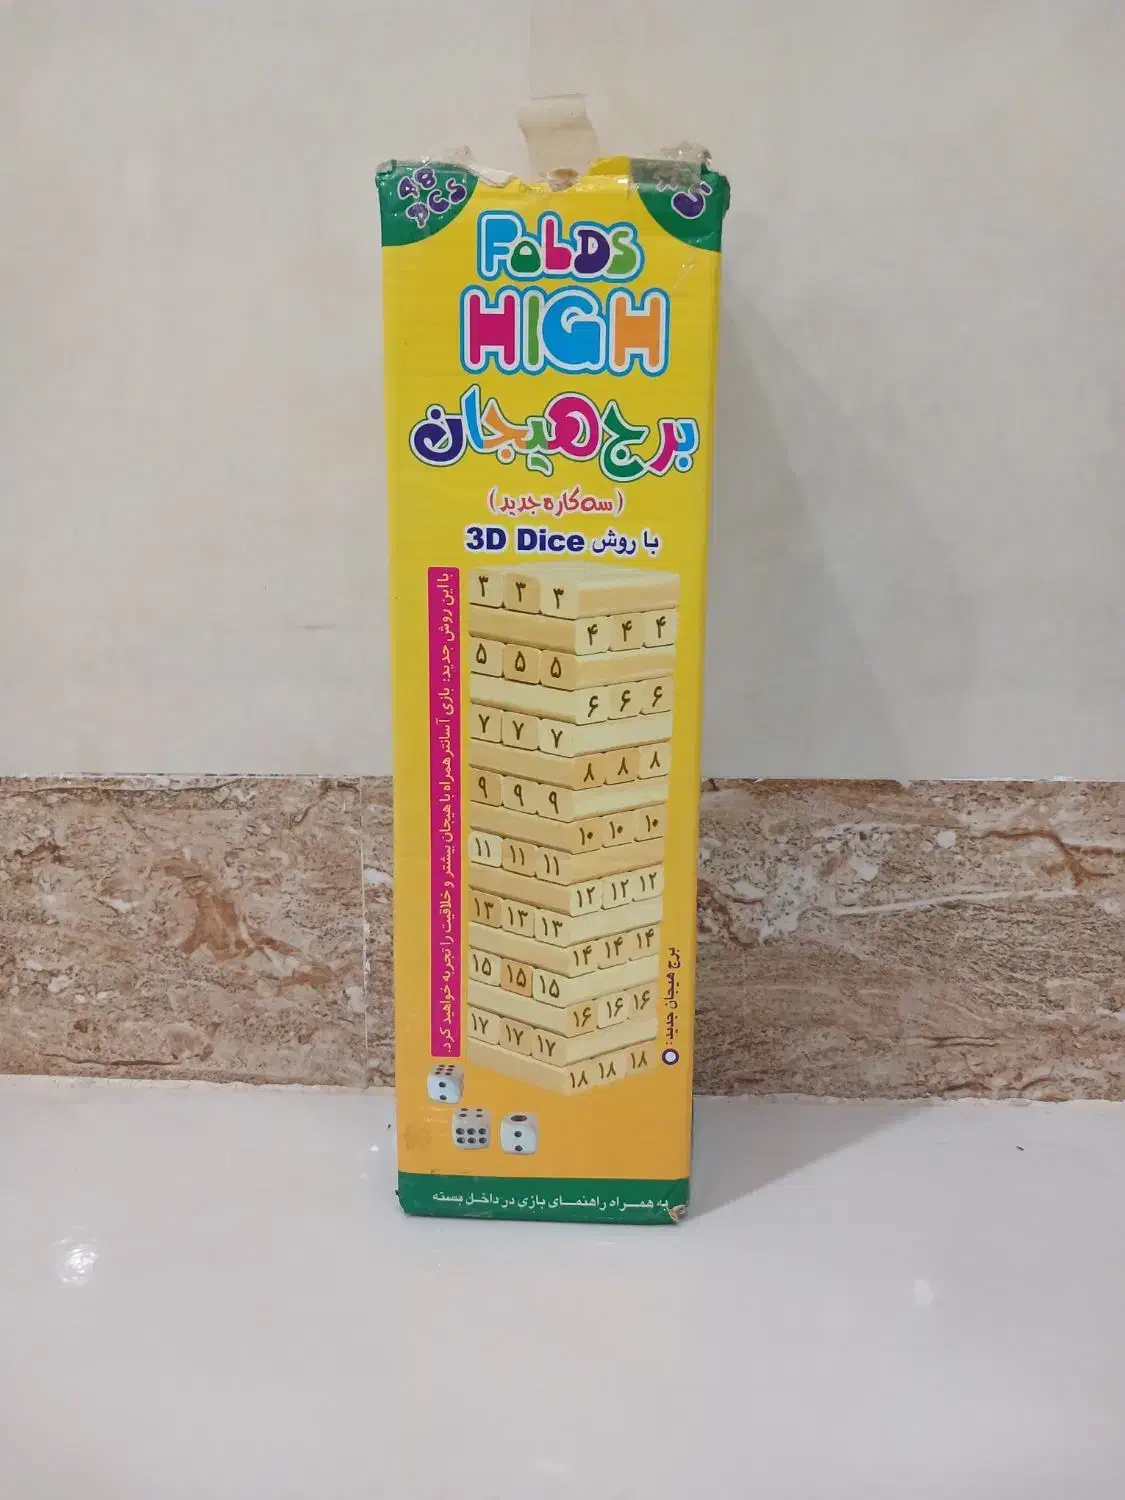 48
PCS
FOLDS
HIGH
برج هیجان
(سه کاره جدید)
با روش 3D Dice
با این روش جدید: بازی آسانتر همراه با هیجان بیشتر و خلاقیت را تجربه خواهید کرد.
۳ ۳ ۳
۴ ۴ ۴
۵ ۵ ۵
۶ ۶ ۶
۷ ۷ ۷
۸ ۸ ۸
۹ ۹ ۹
۱۰ ۱۰ ۱۰
۱۱ ۱۱ ۱۱
۱۲ ۱۲ ۱۲
۱۳ ۱۳ ۱۳
۱۴ ۱۴ ۱۴
۱۵ ۱۵ ۱۵
۱۶ ۱۶ ۱۶
۱۷ ۱۷ ۱۷
۱۸ ۱۸ ۱۸
برج هیجان جدید:
به همراه راهنمای بازی در داخل بسته